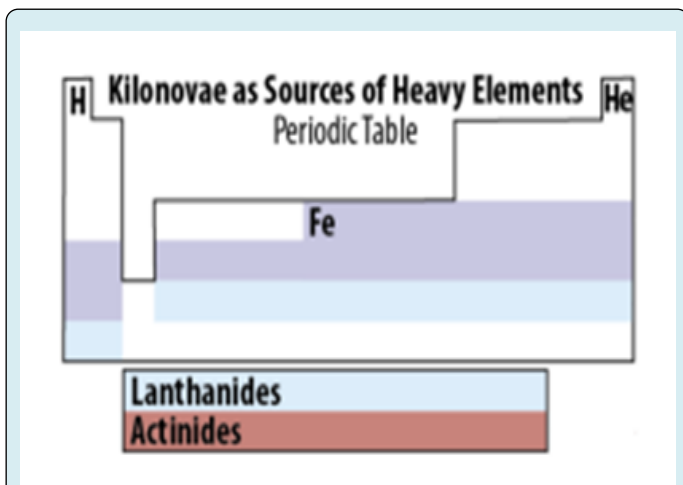 H Kilonovae as Sources of Heavy Elements He
Periodic Table
Fe
Lanthanides
Actinides